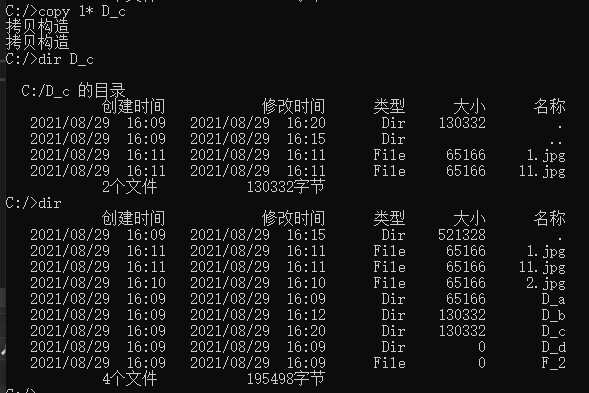 C:/>copy 1* D_c
拷贝构造
拷贝构造
C:/>dir D_c
C:/D_c 的目录
创建时间 修改时间 类型 大小 名称
2021/08/29 16:09 2021/08/29 16:20 Dir 130332 .
2021/08/29 16:09 2021/08/29 16:15 Dir ..
2021/08/29 16:11 2021/08/29 16:11 File 65166 1.jpg
2021/08/29 16:11 2021/08/29 16:11 File 65166 11.jpg
2个文件 130332字节
C:/>dir
创建时间 修改时间 类型 大小 名称
2021/08/29 16:09 2021/08/29 16:15 Dir 521328 .
2021/08/29 16:11 2021/08/29 16:11 File 65166 1.jpg
2021/08/29 16:11 2021/08/29 16:11 File 65166 11.jpg
2021/08/29 16:10 2021/08/29 16:10 File 65166 2.jpg
2021/08/29 16:09 2021/08/29 16:09 Dir 65166 D_a
2021/08/29 16:09 2021/08/29 16:12 Dir 130332 D_b
2021/08/29 16:09 2021/08/29 16:20 Dir 130332 D_c
2021/08/29 16:09 2021/08/29 16:09 Dir 0 D_d
2021/08/29 16:09 2021/08/29 16:09 File 0 F_2
4个文件 195498字节
C:/>